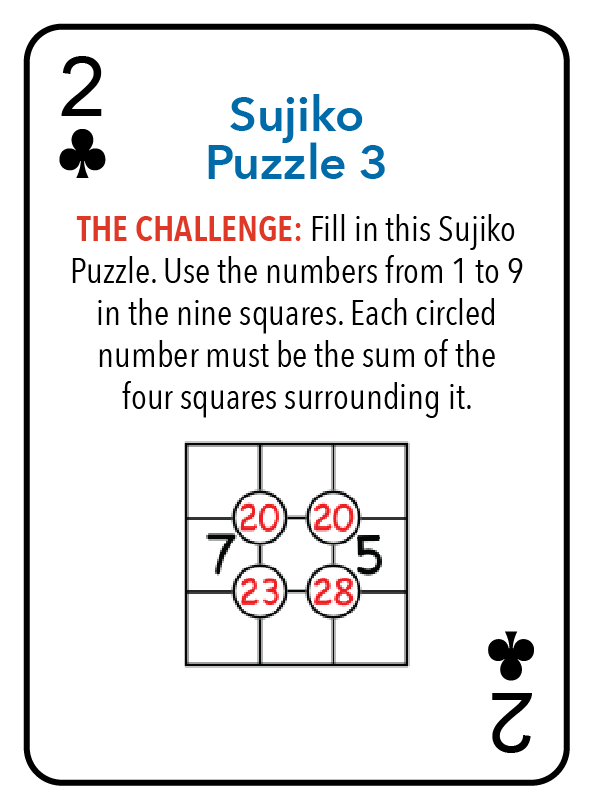 2
Sujiko
Puzzle 3
THE CHALLENGE: Fill in this Sujiko
Puzzle. Use the numbers from 1 to 9
in the nine squares. Each circled
number must be the sum of the
four squares surrounding it.
20 20
7 5
23 28
2